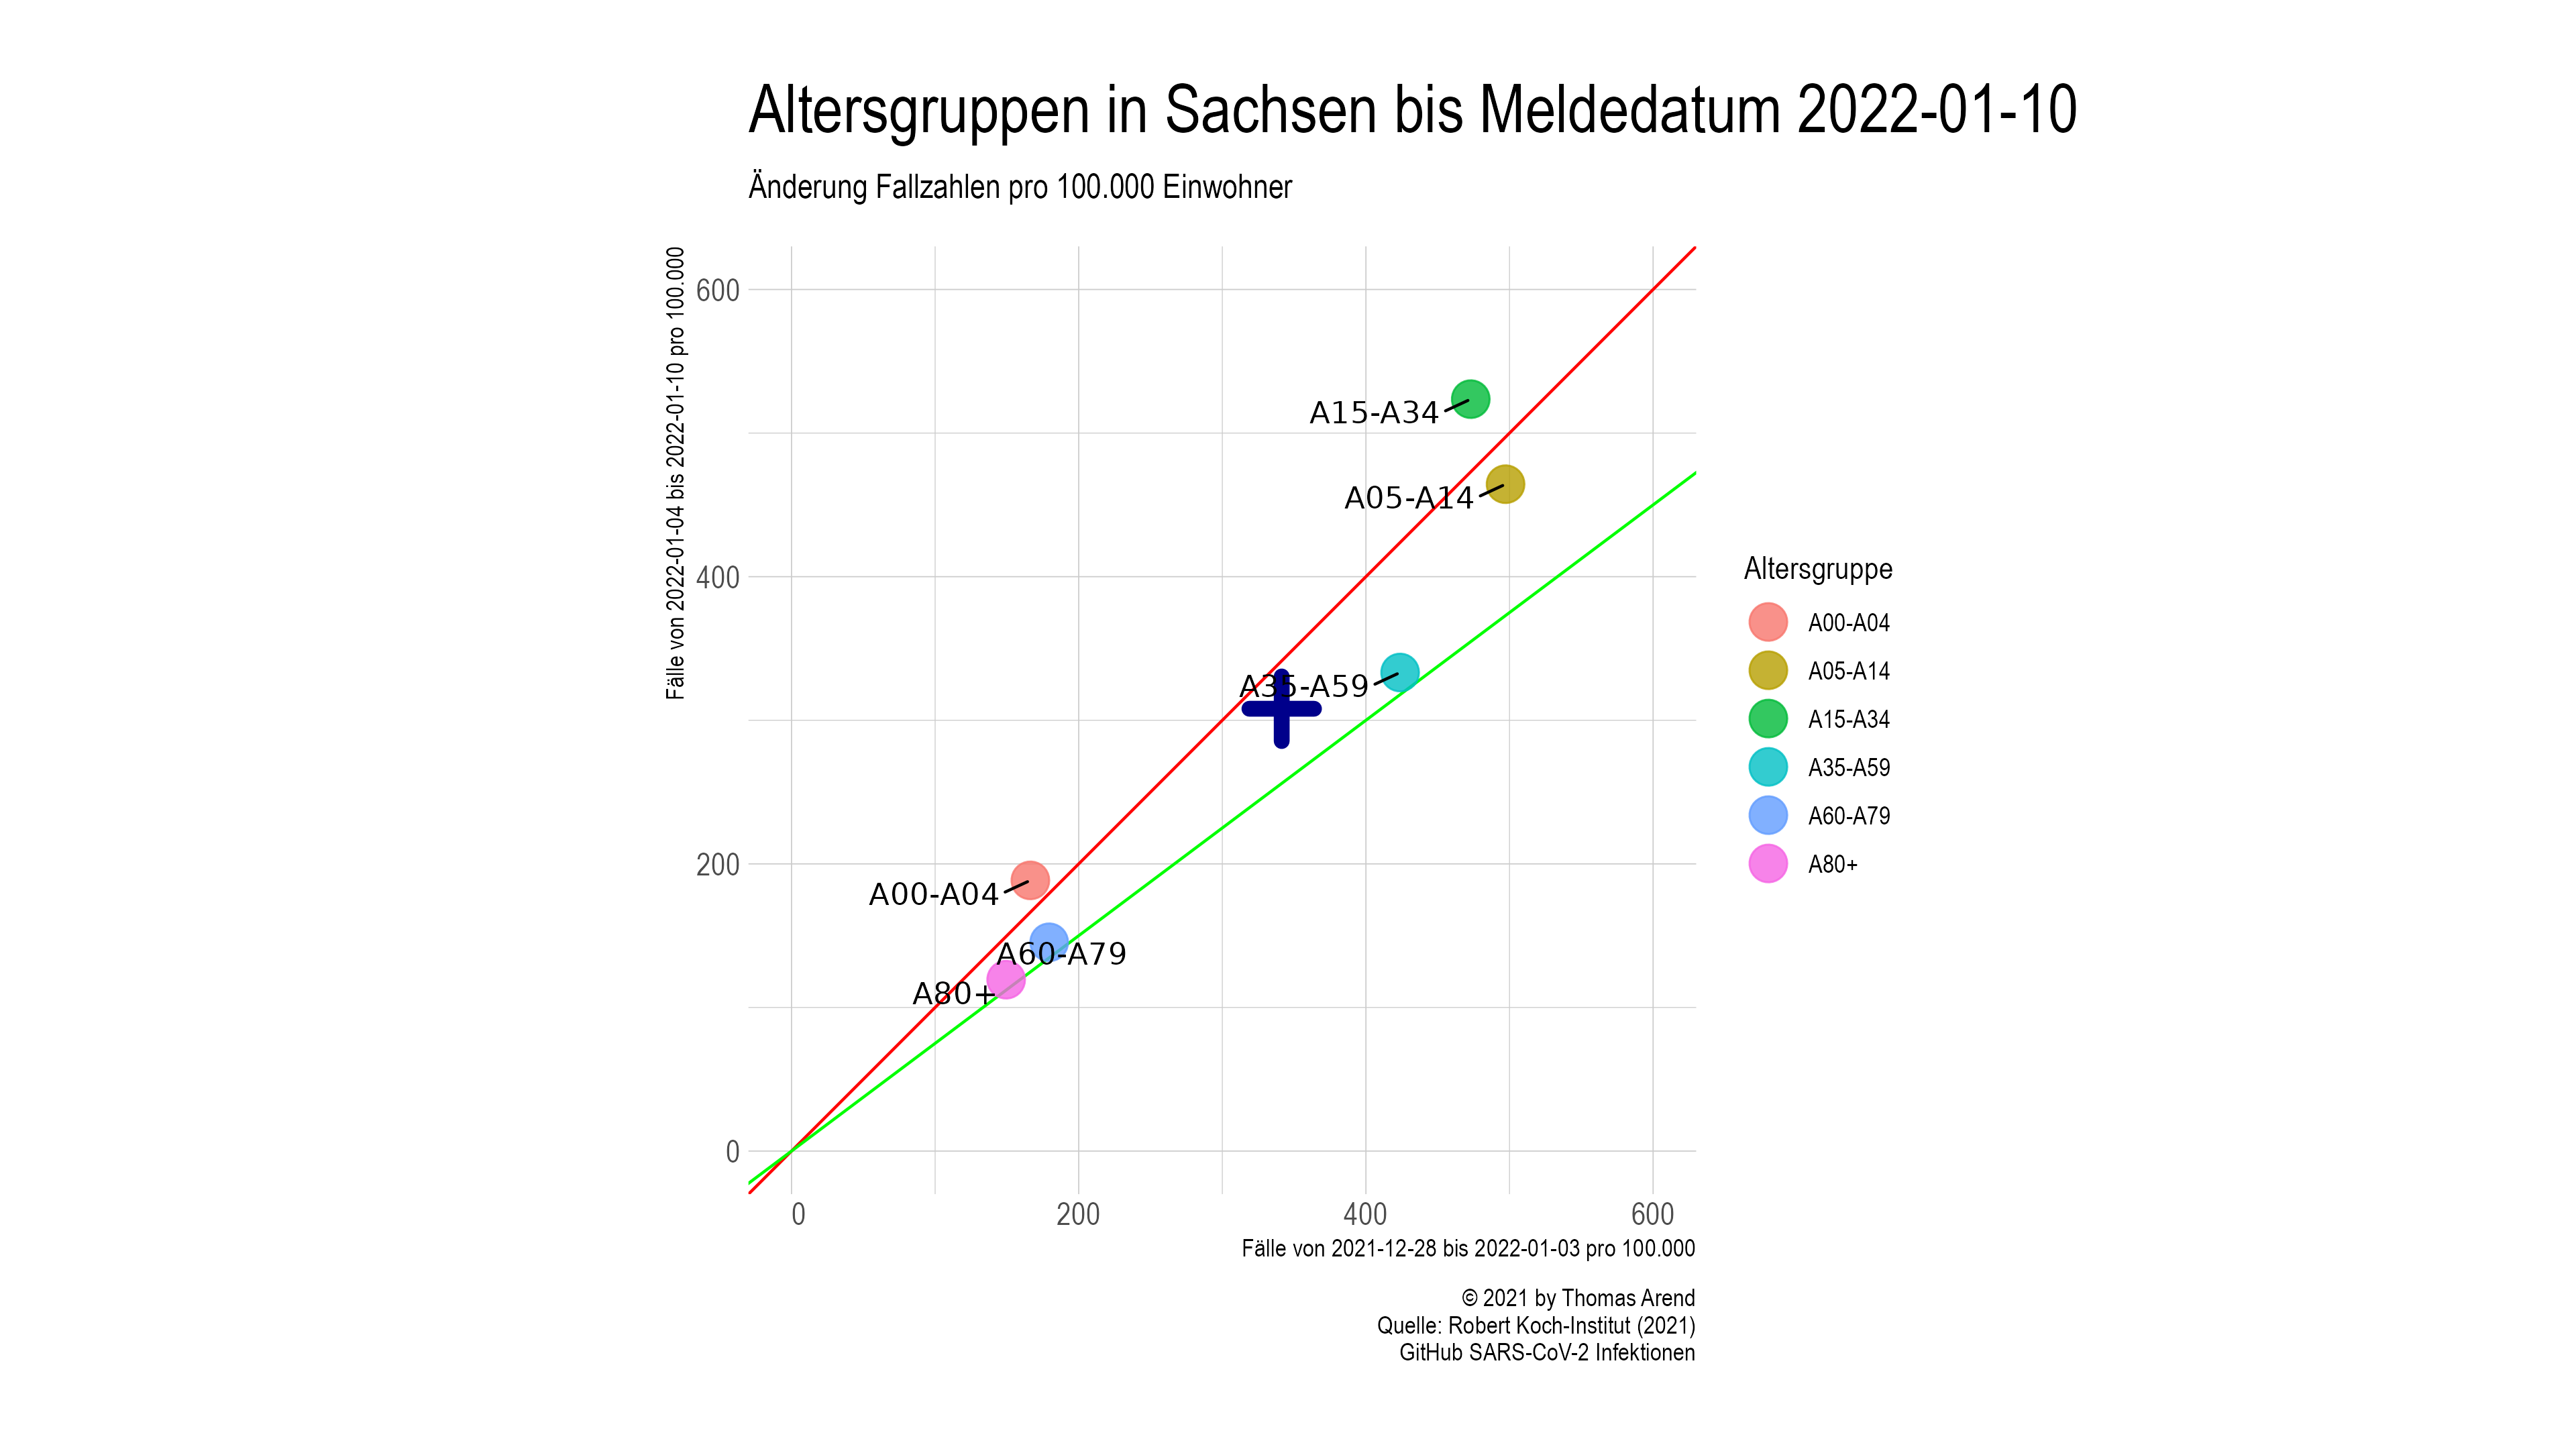 Altersgruppen in Sachsen bis Meldedatum 2022-01-10
Änderung Fallzahlen pro 100.000 Einwohner
Fälle von 2022-01-04 bis 2022-01-10 pro 100.000
600
400
200
0
A15-A34
A05-A14
A35-A59
A00-A04
A60-A79
A80+
0
200
400
600
Fälle von 2021-12-28 bis 2022-01-03 pro 100.000
Altersgruppe
A00-A04
A05-A14
A15-A34
A35-A59
A60-A79
A80+
© 2021 by Thomas Arend
Quelle: Robert Koch-Institut (2021)
GitHub SARS-CoV-2 Infektionen